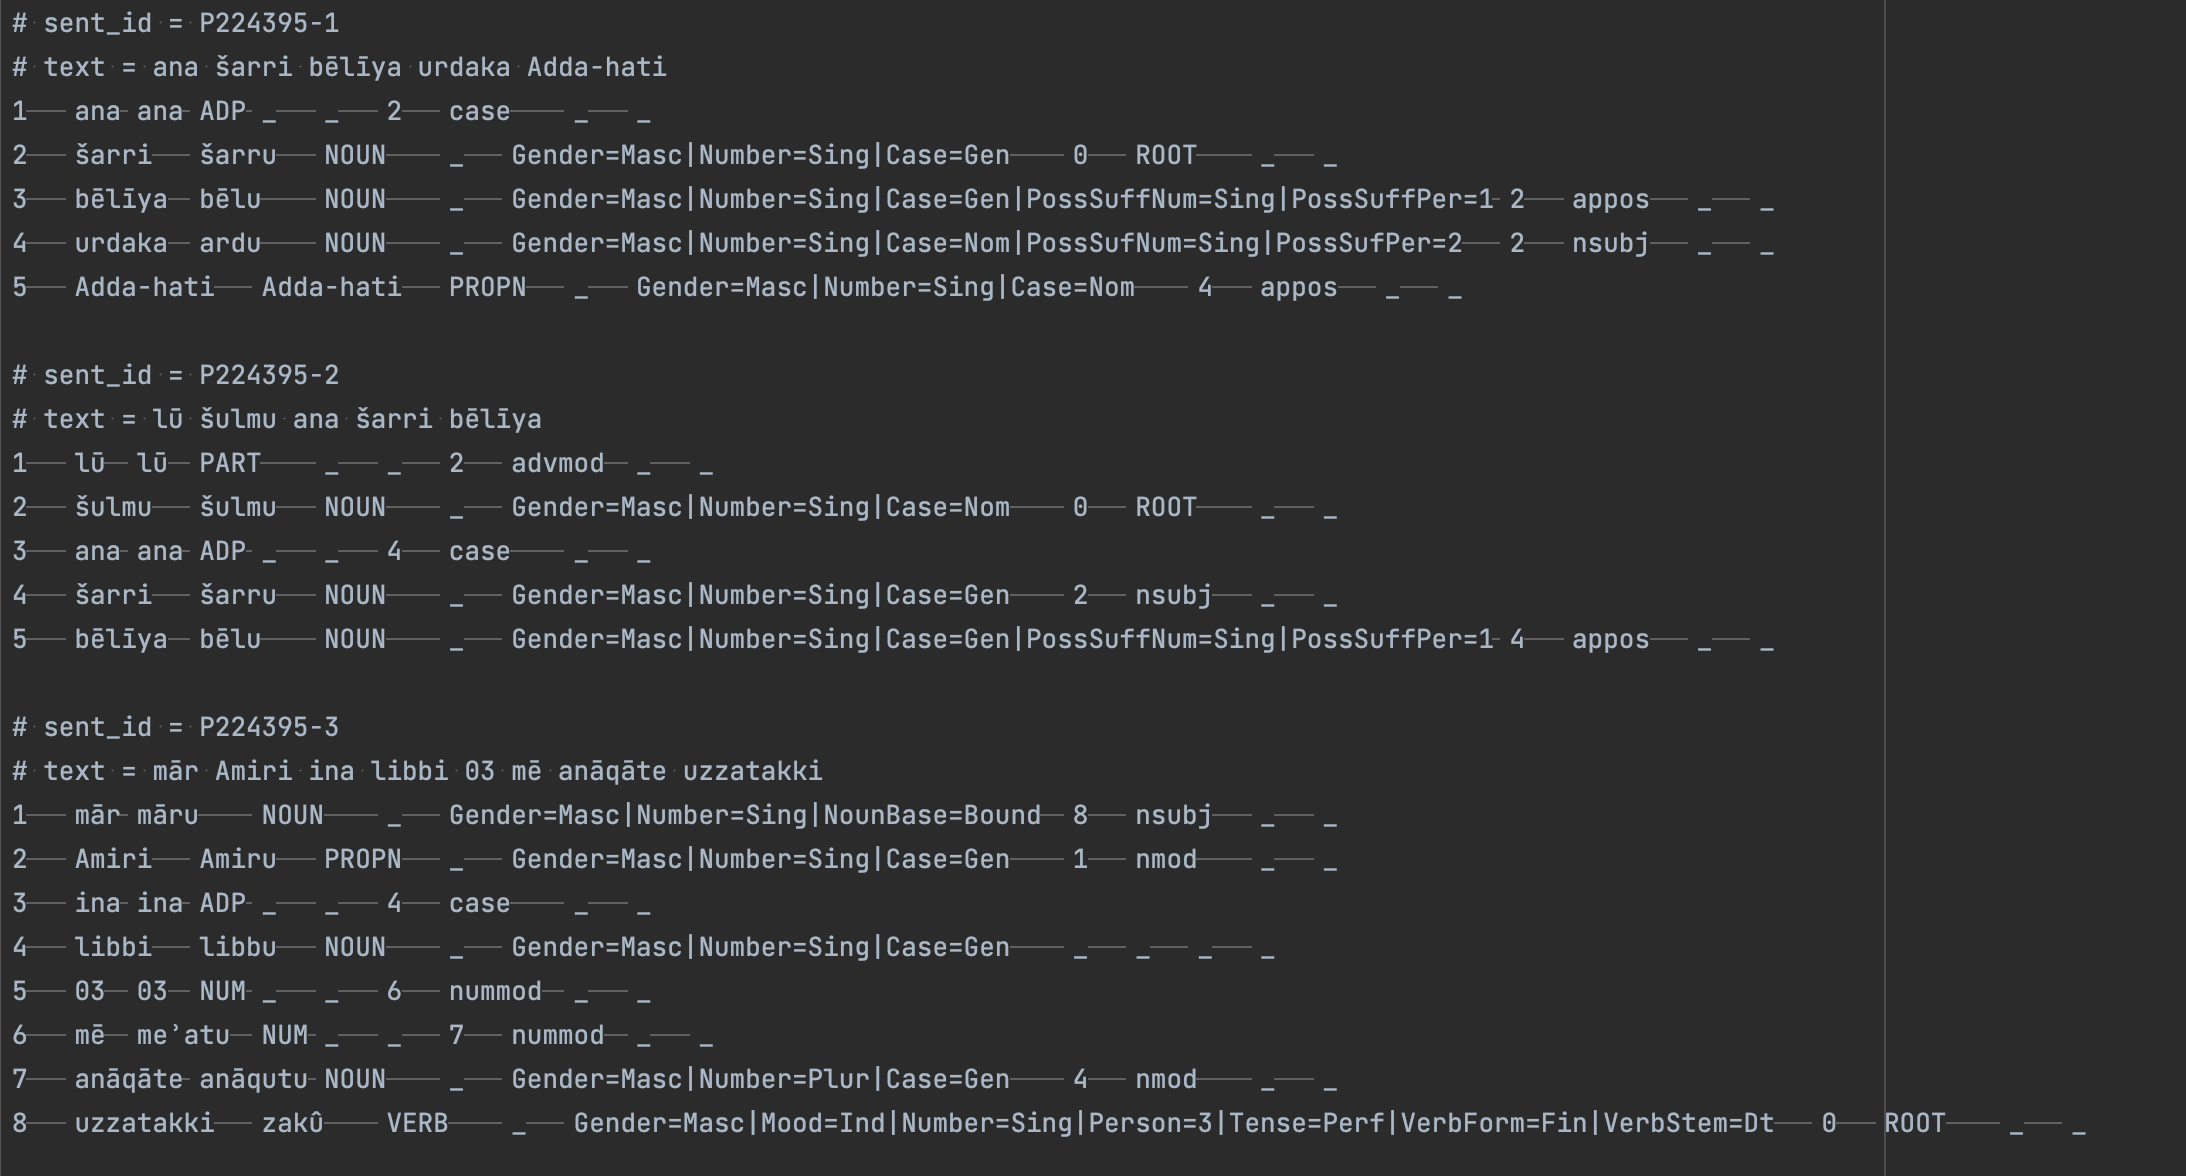 # sent_id = P224395-1
# text = ana šarri bēlīya urdaka Adda-hati
1	ana	ana	ADP	_	_	2	case	_	_
2	šarri	šarru	NOUN	_	Gender=Masc|Number=Sing|Case=Gen	0	ROOT	_	_
3	bēlīya	bēlu	NOUN	_	Gender=Masc|Number=Sing|Case=Gen|PossSuffNum=Sing|PossSuffPer=1	2	appos	_	_
4	urdaka	ardu	NOUN	_	Gender=Masc|Number=Sing|Case=Nom|PossSufNum=Sing|PossSufPer=2	2	nsubj	_	_
5	Adda-hati	Adda-hati	PROPN	_	Gender=Masc|Number=Sing|Case=Nom	4	appos	_	_

# sent_id = P224395-2
# text = lū šulmu ana šarri bēlīya
1	lū	lū	PART	_	_	2	advmod	_	_
2	šulmu	šulmu	NOUN	_	Gender=Masc|Number=Sing|Case=Nom	0	ROOT	_	_
3	ana	ana	ADP	_	_	4	case	_	_
4	šarri	šarru	NOUN	_	Gender=Masc|Number=Sing|Case=Gen	2	nsubj	_	_
5	bēlīya	bēlu	NOUN	_	Gender=Masc|Number=Sing|Case=Gen|PossSuffNum=Sing|PossSuffPer=1	4	appos	_	_

# sent_id = P224395-3
# text = mār Amiri ina libbi 03 mē anāqāte uzzatakki
1	mār	māru	NOUN	_	Gender=Masc|Number=Sing|NounBase=Bound	8	nsubj	_	_
2	Amiri	Amiru	PROPN	_	Gender=Masc|Number=Sing|Case=Gen	1	nmod	_	_
3	ina	ina	ADP	_	_	4	case	_	_
4	libbi	libbu	NOUN	_	Gender=Masc|Number=Sing|Case=Gen	_	_	_	_
5	03	03	NUM	_	_	6	nummod	_	_
6	mē	meʾatu	NUM	_	_	7	nummod	_	_
7	anāqāte	anāqutu	NOUN	_	Gender=Masc|Number=Plur|Case=Gen	4	nmod	_	_
8	uzzatakki	zakû	VERB	_	Gender=Masc|Mood=Ind|Number=Sing|Person=3|Tense=Perf|VerbForm=Fin|VerbStem=Dt	0	ROOT	_	_